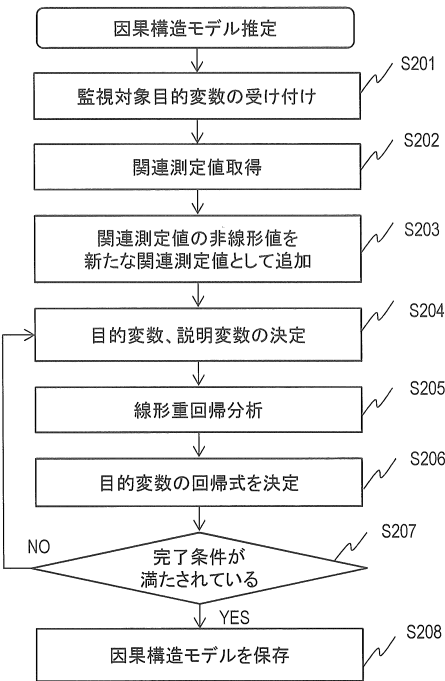 因果構造モデル推定
S201
監視対象目的変数の受け付け
S202
関連測定値取得
S203
関連測定値の非線形値を
新たな関連測定値として追加
S204
目的変数、説明変数の決定
S205
線形重回帰分析
S206
目的変数の回帰式を決定
S207
完了条件が
満たされている
NO
YES
S208
因果構造モデルを保存